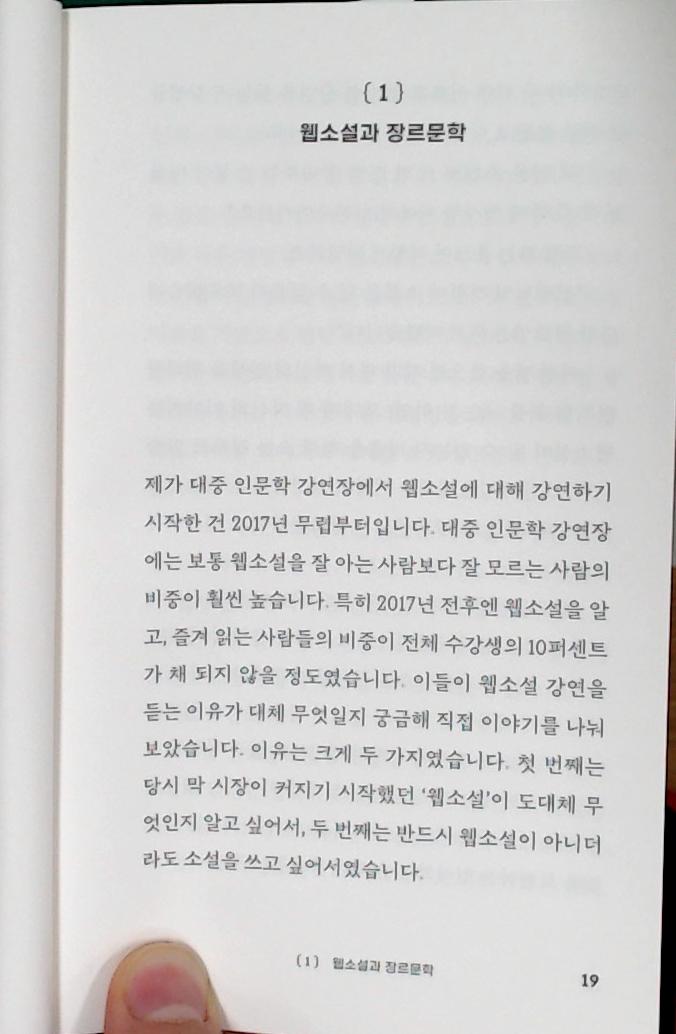 { 1 }
웹소설과 장르문학
제가 대중 인문학 강연장에서 웹소설에 대해 강연하기
시작한 건 2017년 무렵부터입니다. 대중 인문학 강연장
에는 보통 웹소설을 잘 아는 사람보다 잘 모르는 사람의
비중이 훨씬 높습니다. 특히 2017년 전후엔 웹소설을 알
고, 즐겨 읽는 사람들의 비중이 전체 수강생의 10퍼센트
가 채 되지 않을 정도였습니다. 이들이 웹소설 강연을
듣는 이유가 대체 무엇일지 궁금해 직접 이야기를 나눠
보았습니다. 이유는 크게 두 가지였습니다. 첫 번째는
당시 막 시장이 커지기 시작했던 ‘웹소설’이 도대체 무
엇인지 알고 싶어서, 두 번째는 반드시 웹소설이 아니더
라도 소설을 쓰고 싶어서였습니다.
(1) 웹소설과 장르문학
19